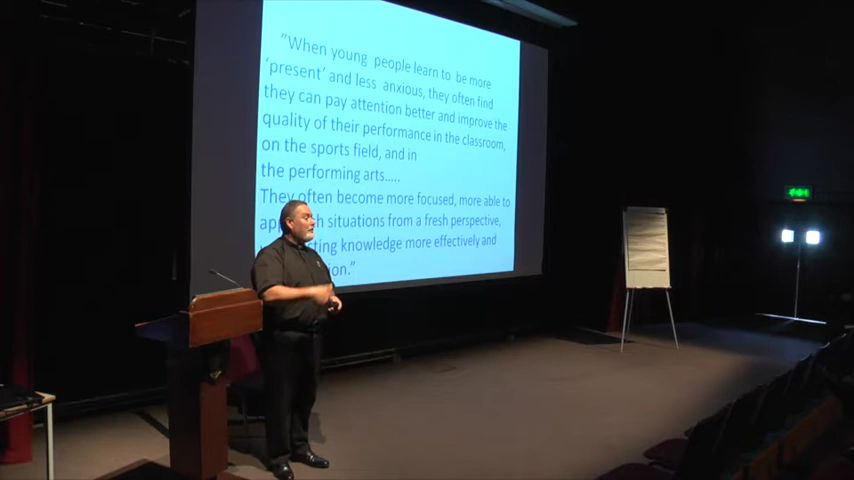 "When young people learn to be more
'present' and less anxious, they often find
they can pay attention better and improve the
quality of their performance in the classroom,
on the sports field, and in
the performing arts.....
They often become more focused, more able to
situations from a fresh perspective,
existing knowledge more effectively and